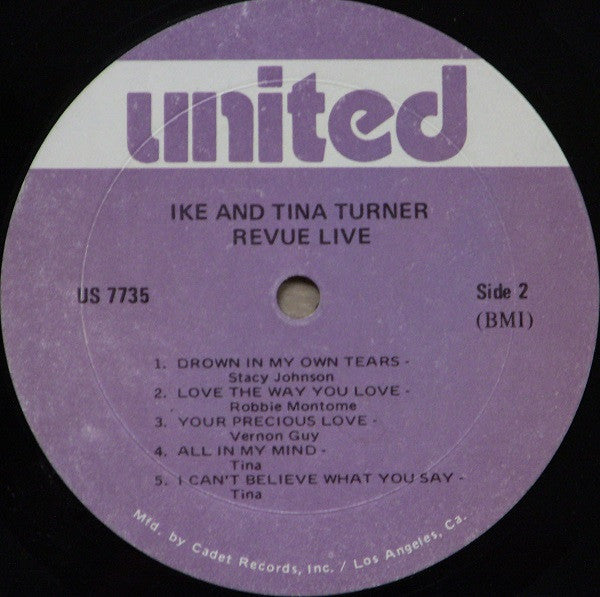 united
IKE AND TINA TURNER
REVUE LIVE
US 7735
Side 2
(BMI)
1. DROWN IN MY OWN TEARS -
Stacy Johnson
2. LOVE THE WAY YOU LOVE -
Robbie Montome
3. YOUR PRECIOUS LOVE -
Vernon Guy
4. ALL IN MY MIND -
Tina
5. I CAN'T BELIEVE WHAT YOU SAY -
Tina
Mfd. by Cadet Records, Inc. / Los Angeles, Ca.